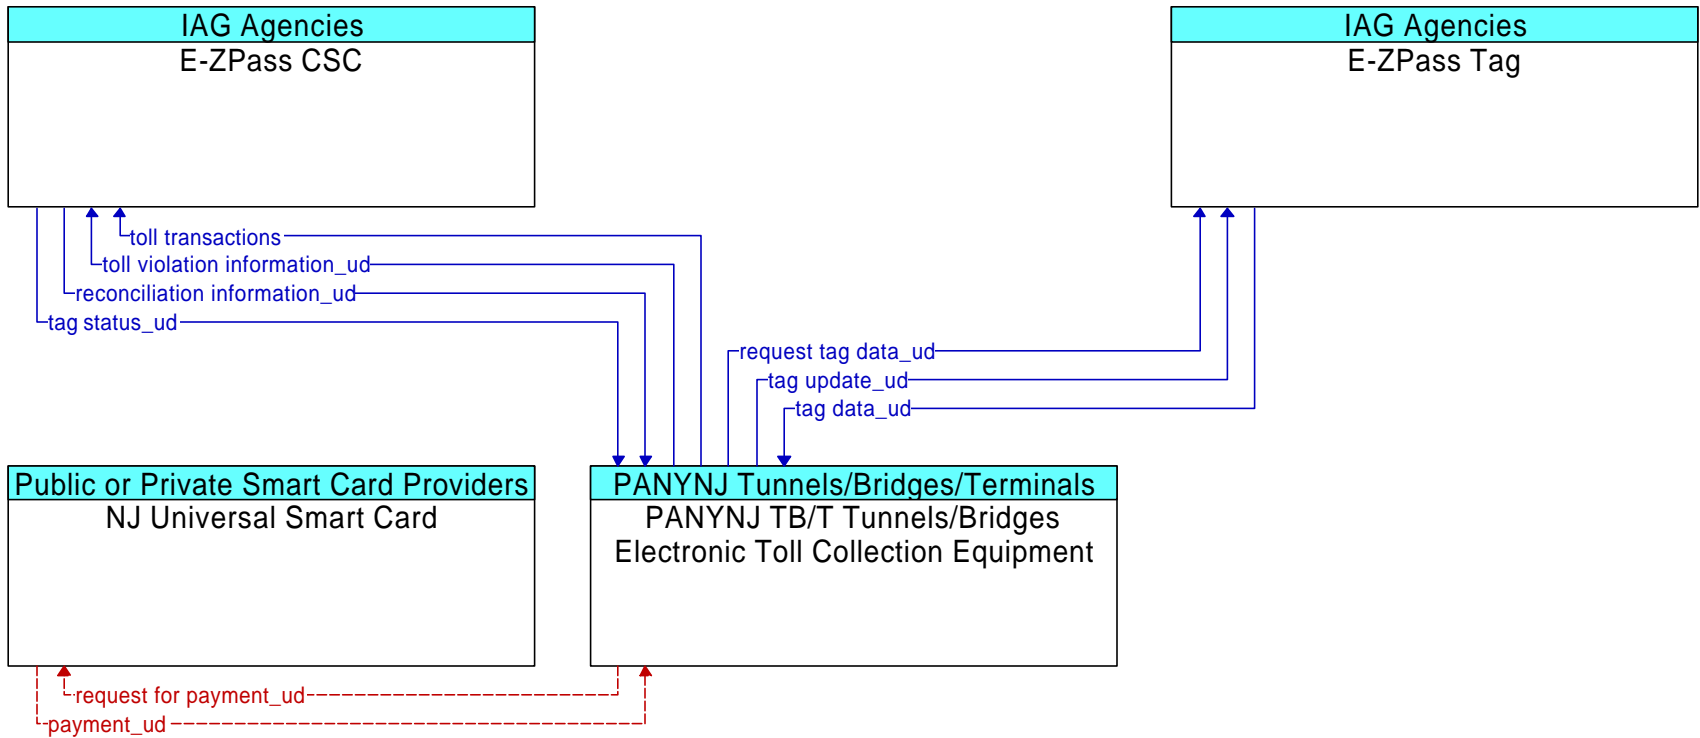 IAG Agencies
E-ZPass CSC
IAG Agencies
E-ZPass Tag
toll transactions
toll violation information_ud
reconciliation information_ud
tag status_ud
request tag data_ud
tag update_ud
tag data_ud
Public or Private Smart Card Providers
NJ Universal Smart Card
PANYNJ Tunnels/Bridges/Terminals
PANYNJ TB/T Tunnels/Bridges
Electronic Toll Collection Equipment
request for payment_ud
payment_ud